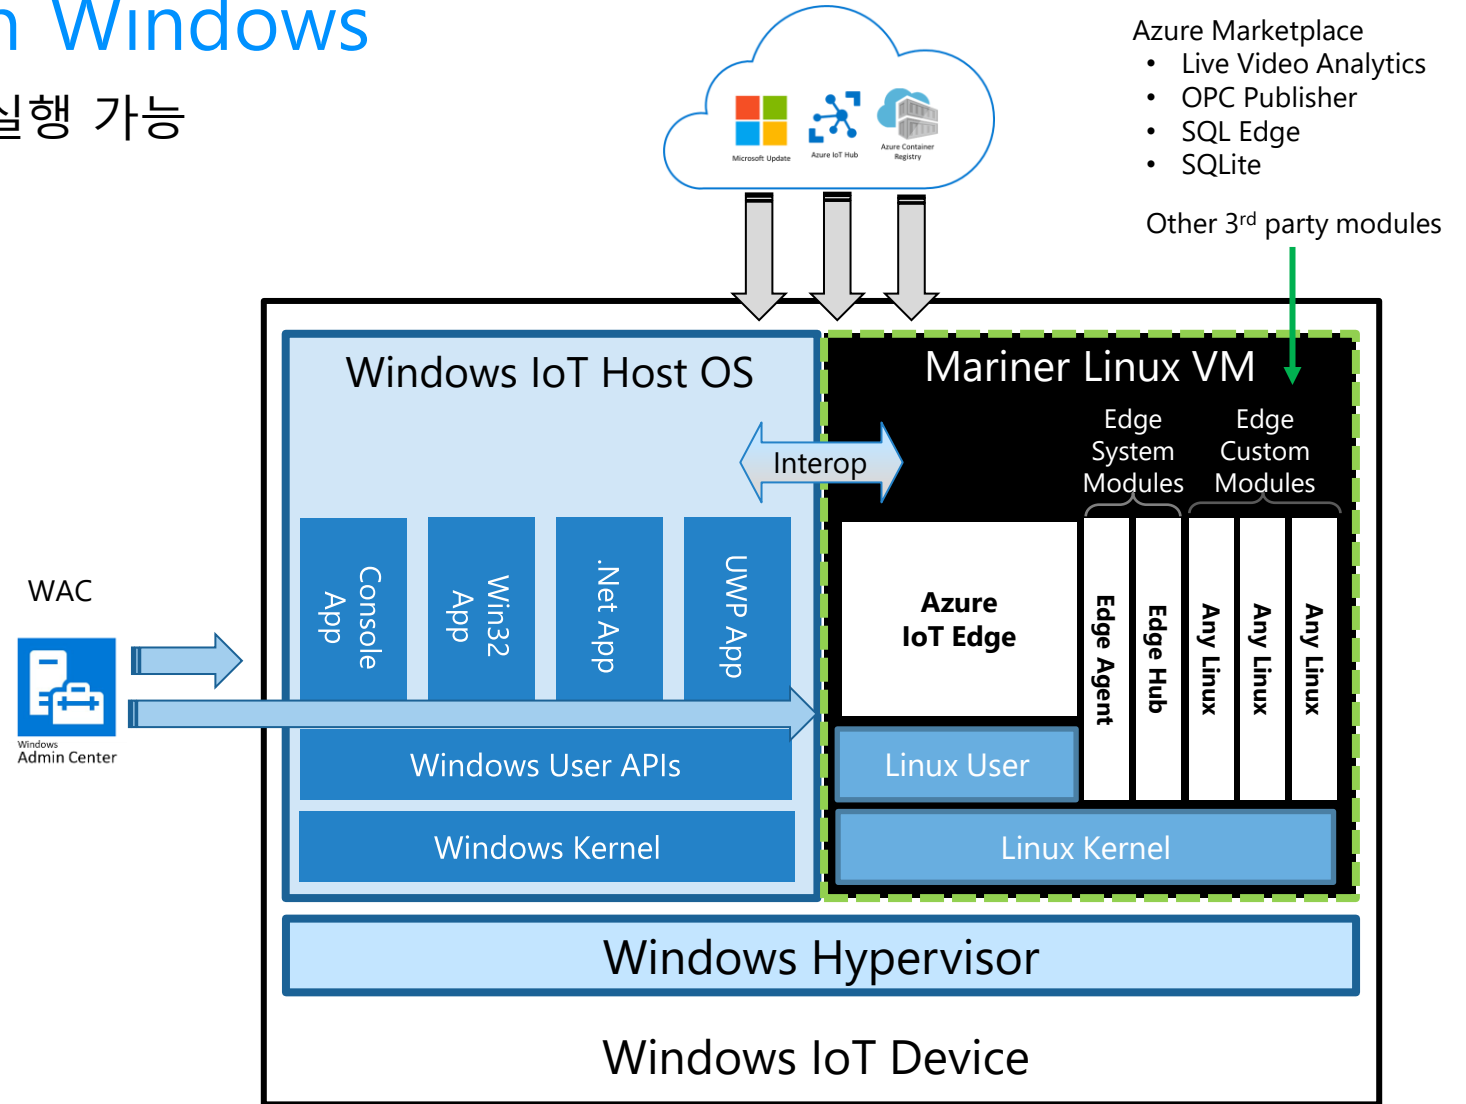 n Windows
실행 가능
Microsoft Update
Azure IoT Hub
Azure Container
Registry
Azure Marketplace
• Live Video Analytics
• OPC Publisher
• SQL Edge
• SQLite
Other 3rd party modules
Windows IoT Host OS
Mariner Linux VM
Interop
Edge
System
Modules
Edge
Custom
Modules
Console
App
Win32
App
.Net App
UWP App
Azure
IoT Edge
Edge Agent
Edge Hub
Any Linux
Any Linux
Any Linux
WAC
Windows
Admin Center
Windows User APIs
Linux User
Windows Kernel
Linux Kernel
Windows Hypervisor
Windows IoT Device